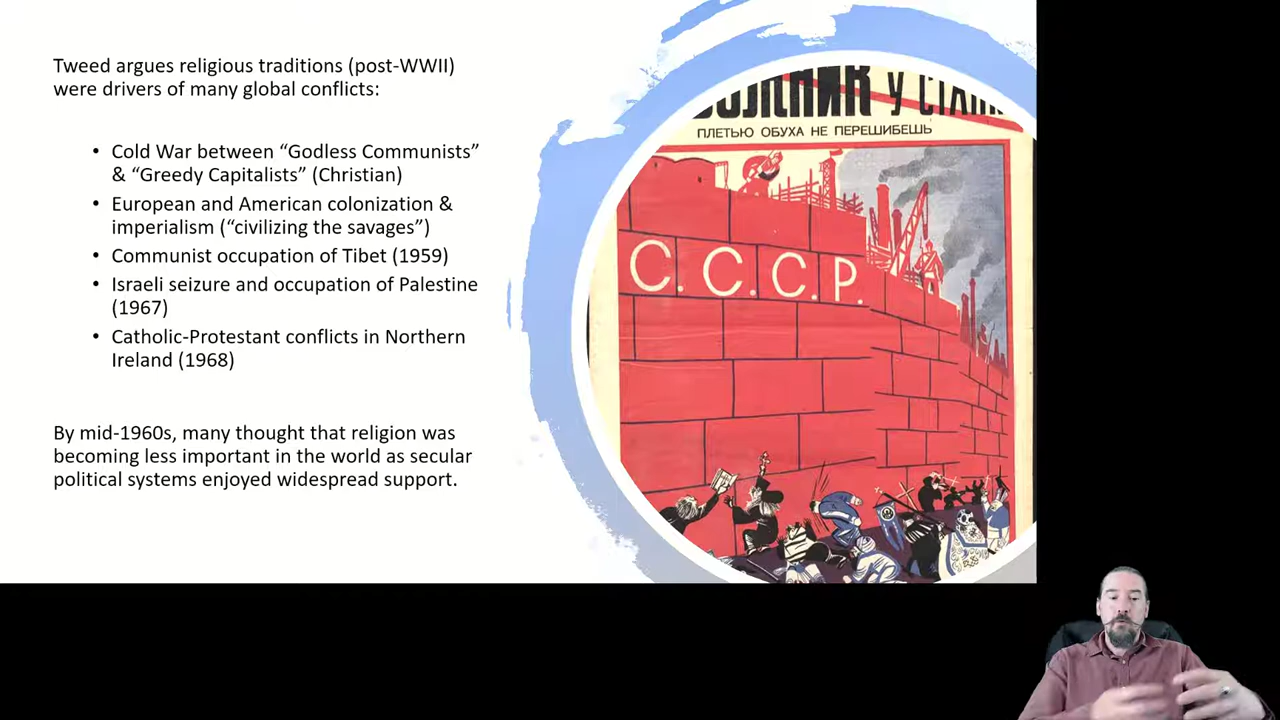 Tweed argues religious traditions (post-WWII)
were drivers of many global conflicts:
• Cold War between “Godless Communists”
& “Greedy Capitalists” (Christian)
• European and American colonization &
imperialism (“civilizing the savages”)
• Communist occupation of Tibet (1959)
• Israeli seizure and occupation of Palestine
(1967)
• Catholic-Protestant conflicts in Northern
Ireland (1968)
By mid-1960s, many thought that religion was
becoming less important in the world as secular
political systems enjoyed widespread support.
У
ПЛЕТЬЮ ОБУХА НЕ ПЕРЕШИБЕШЬ
С.С.С.Р.